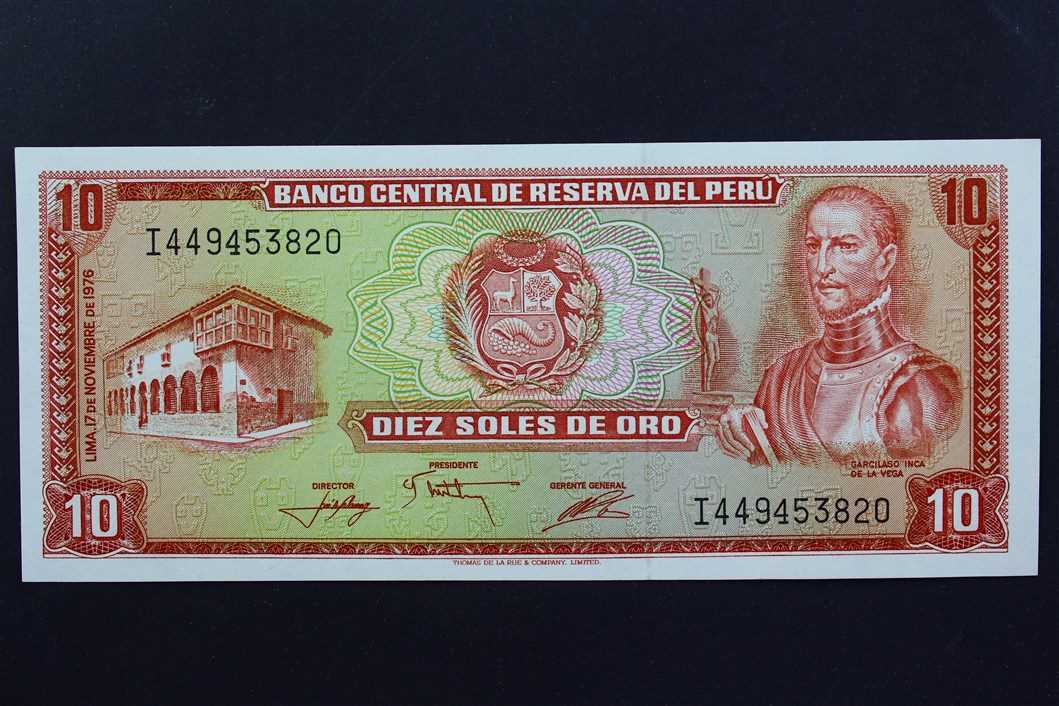 10
BANCO CENTRAL DE RESERVA DEL PERÚ
10
I449453820
LIMA, 17 DE NOVIEMBRE DE 1976
DIEZ SOLES DE ORO
GARCILASO INCA
DE LA VEGA
PRESIDENTE
DIRECTOR
GERENTE GENERAL
10
I449453820
10
THOMAS DE LA RUE & COMPANY, LIMITED.